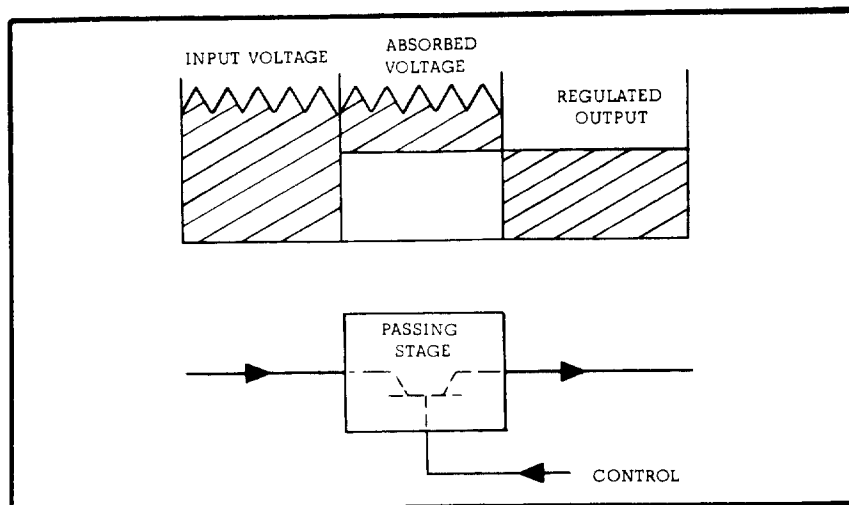 INPUT VOLTAGE
ABSORBED
VOLTAGE
REGULATED
OUTPUT
PASSING
STAGE
CONTROL